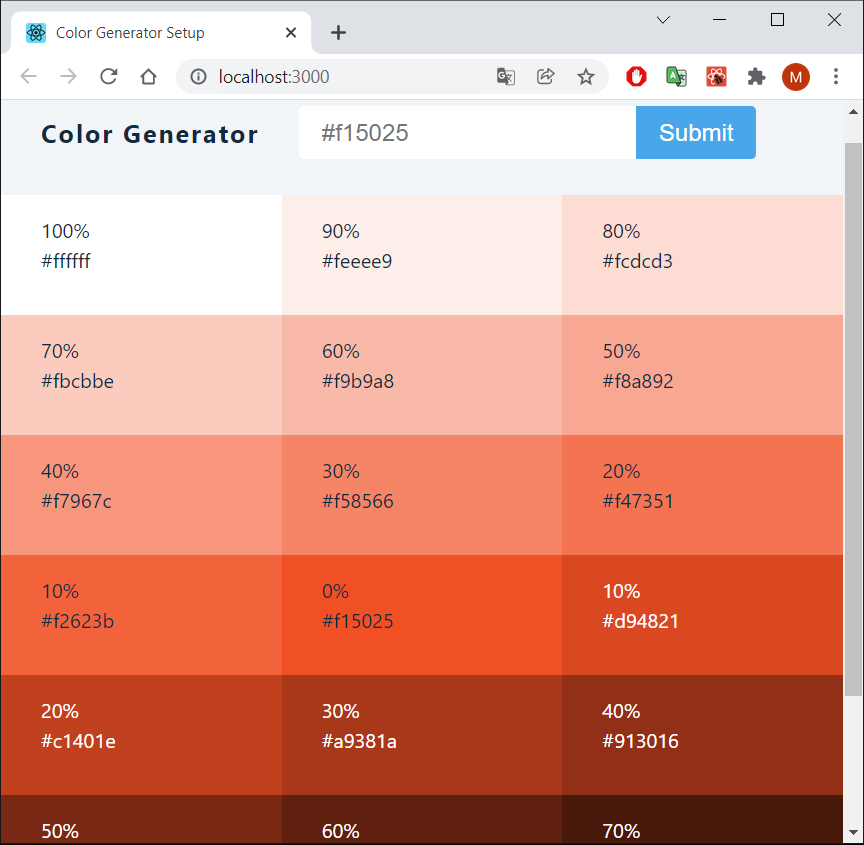 Color Generator Setup
localhost:3000
M
Color Generator
#f15025
Submit
100%
#ffffff
90%
#feeee9
80%
#fcdcd3
70%
#fbcbbe
60%
#f9b9a8
50%
#f8a892
40%
#f7967c
30%
#f58566
20%
#f47351
10%
#f2623b
0%
#f15025
10%
#d94821
20%
#c1401e
30%
#a9381a
40%
#913016
50%
60%
70%